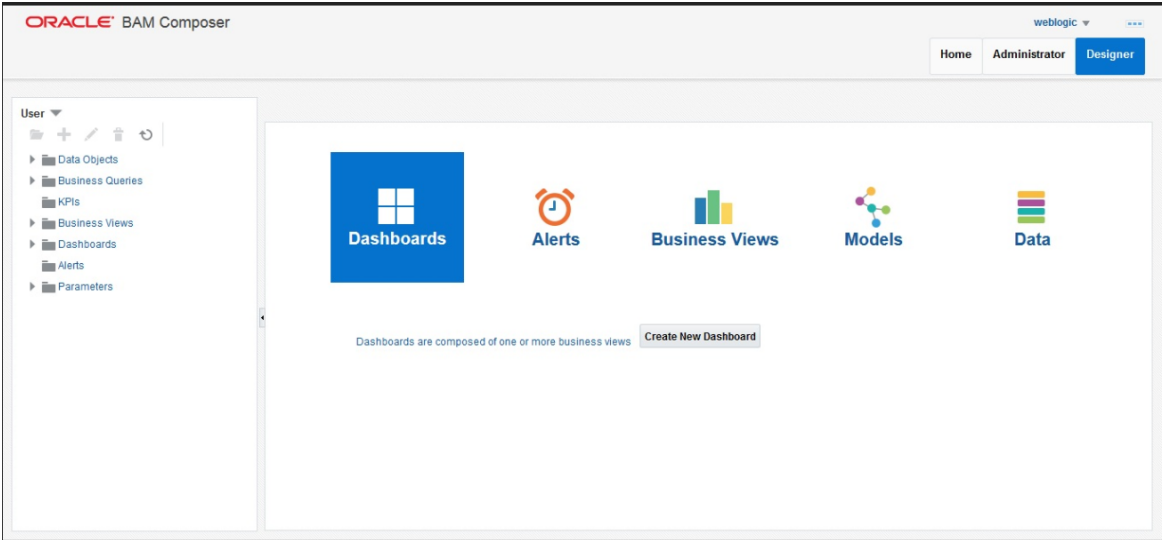 ORACLE BAM Composer
weblogic
Home Administrator Designer
User
Data Objects
Business Queries
KPIs
Business Views
Dashboards
Alerts
Parameters
Dashboards Alerts Business Views Models Data
Dashboards are composed of one or more business views Create New Dashboard